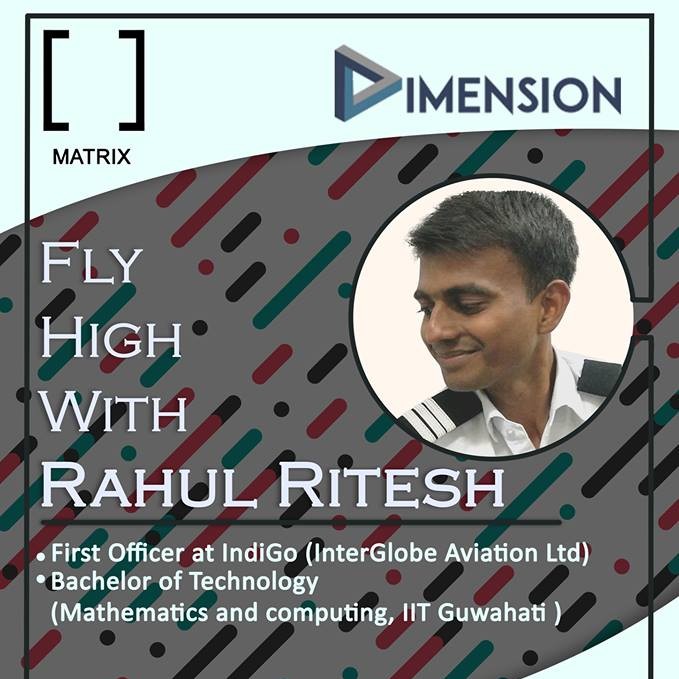 [ ]
MATRIX
DIMENSION
FLY
HIGH
WITH
RAHUL RITESH
• First Officer at IndiGo (InterGlobe Aviation Ltd)
• Bachelor of Technology
(Mathematics and computing, IIT Guwahati )